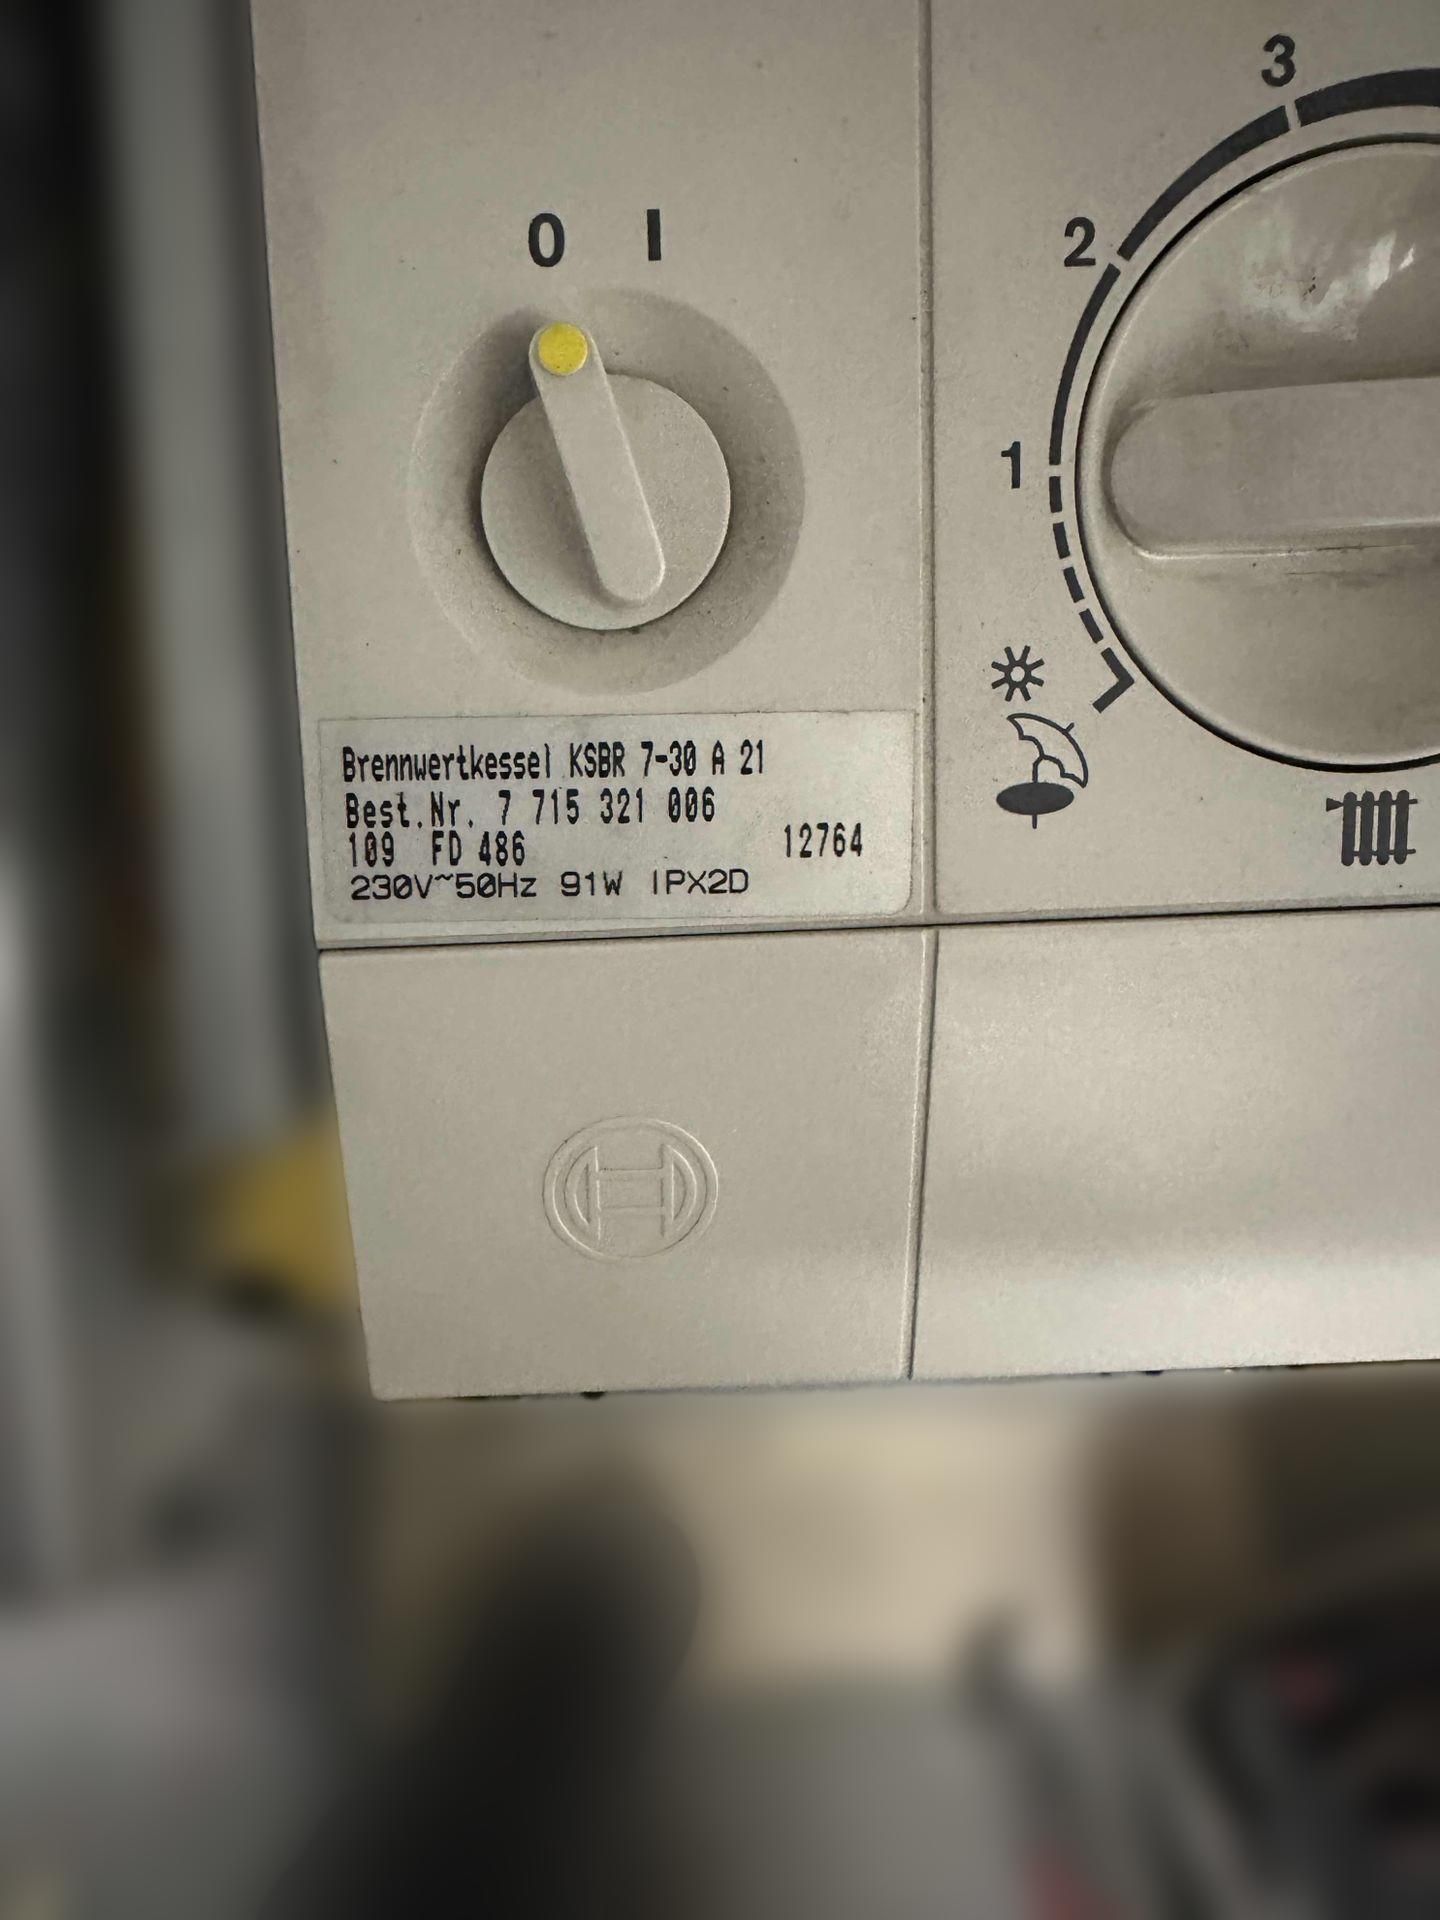 3
0 I
2
1
Brennwertkessel KSBR 7-30 A 21
Best.Nr. 7 715 321 006
109 FD 486 12764
230V~50Hz 91W IPX2D